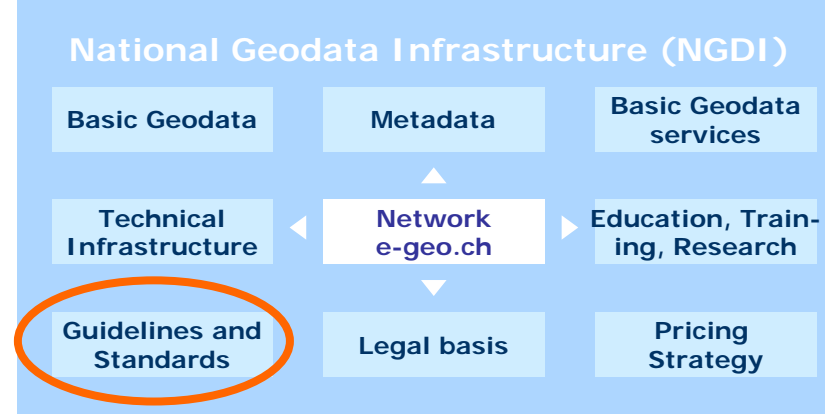 National Geodata Infrastructure (NGDI)
Basic Geodata
Metadata
Basic Geodata
services
Technical
Infrastructure
Network
e-geo.ch
Education, Train-
ing, Research
Guidelines and
Standards
Legal basis
Pricing
Strategy